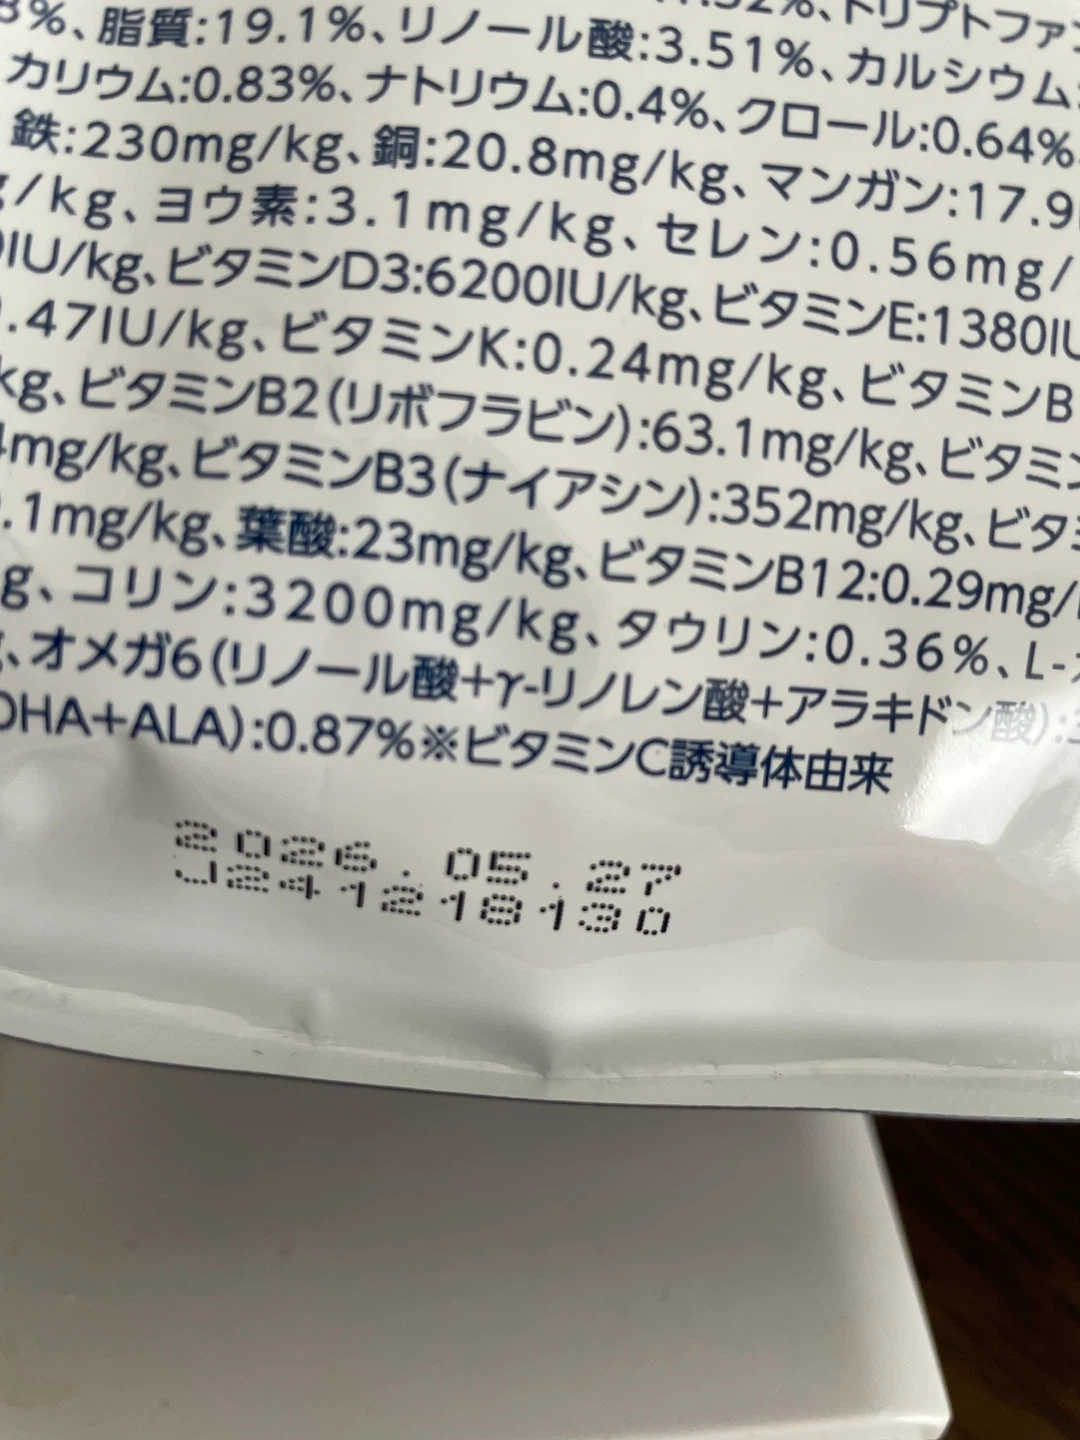 8%、脂質:19.1%、リノール酸:3.51%、カルシウム:
カリウム:0.83%、ナトリウム:0.4%、クロール:0.64%
鉄:230mg/kg、銅:20.8mg/kg、マンガン:17.9
g/kg、ヨウ素:3.1mg/kg、セレン:0.56mg/
0IU/kg、ビタミンD3:6200IU/kg、ビタミンE:1380IU
.47IU/kg、ビタミンK:0.24mg/kg、ビタミンB
kg、ビタミンB2(リボフラビン):63.1mg/kg、ビタミン
mg/kg、ビタミンB3(ナイアシン):352mg/kg、ビタミ
.1mg/kg、葉酸:23mg/kg、ビタミンB12:0.29mg/
g、コリン:3200mg/kg、タウリン:0.36%、L-
、オメガ6(リノール酸+γ-リノレン酸+アラキドン酸):
DHA+ALA):0.87%※ビタミンC誘導体由来
2026.05.27
J2412181130